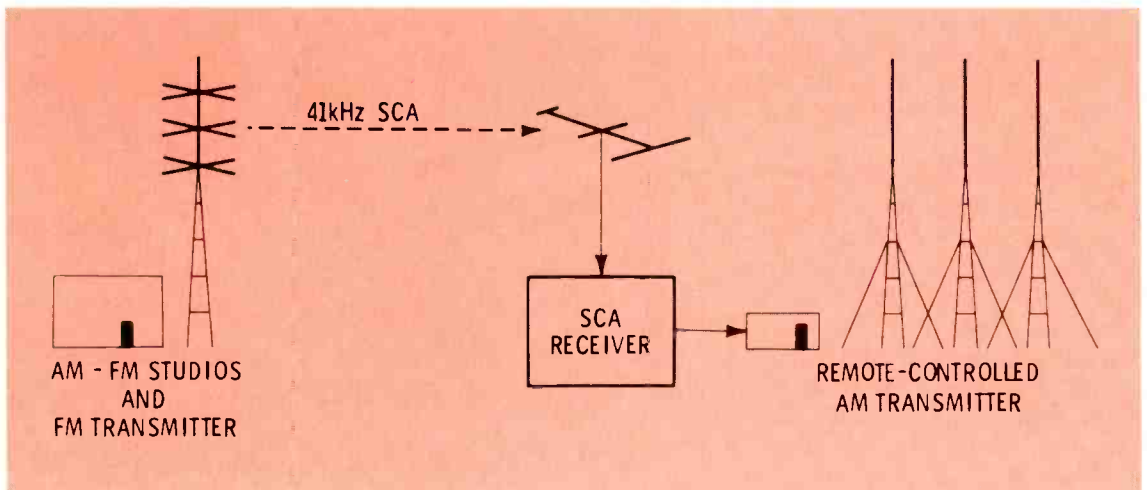 41kHz SCA
SCA
RECEIVER
AM - FM STUDIOS
AND
FM TRANSMITTER
REMOTE-CONTROLLED
AM TRANSMITTER